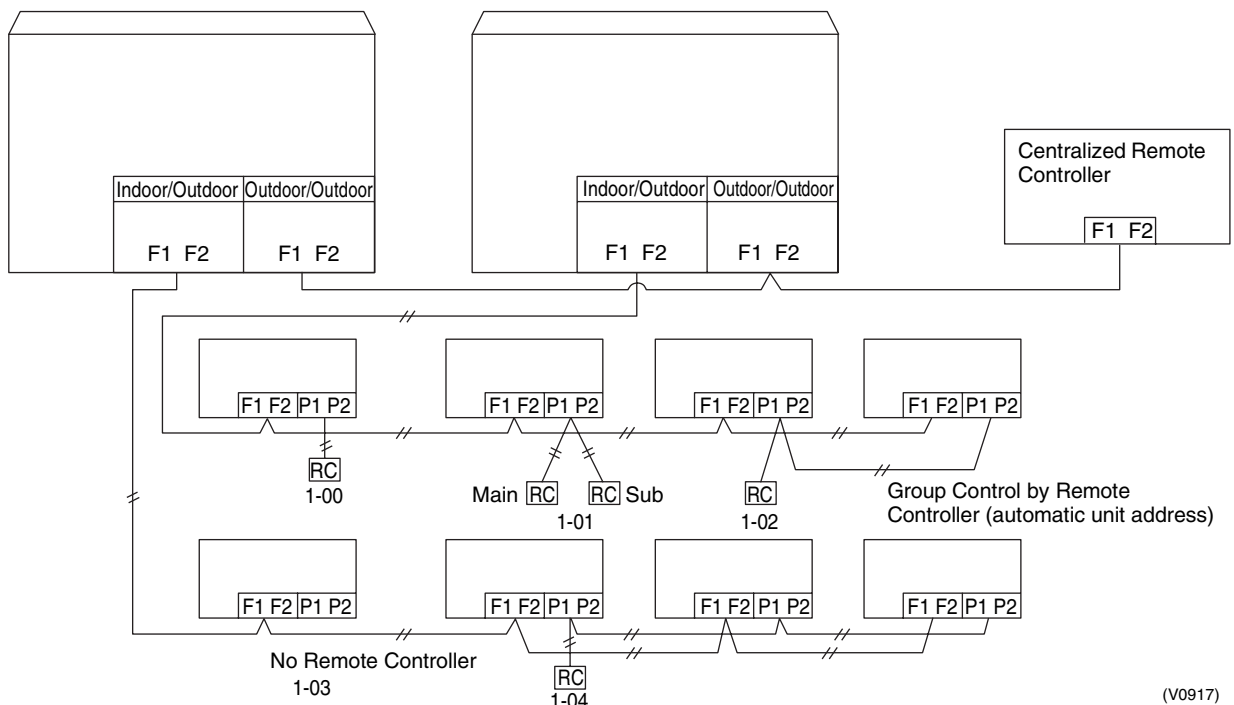 Indoor/Outdoor Outdoor/Outdoor
F1 F2 F1 F2
Indoor/Outdoor Outdoor/Outdoor
F1 F2 F1 F2
Centralized Remote
Controller
F1 F2
F1 F2 P1 P2
F1 F2 P1 P2
F1 F2 P1 P2
F1 F2 P1 P2
RC
1-00
Main RC RC Sub
1-01
RC
1-02
Group Control by Remote
Controller (automatic unit address)
F1 F2 P1 P2
F1 F2 P1 P2
F1 F2 P1 P2
F1 F2 P1 P2
No Remote Controller
1-03
RC
1-04
(V0917)